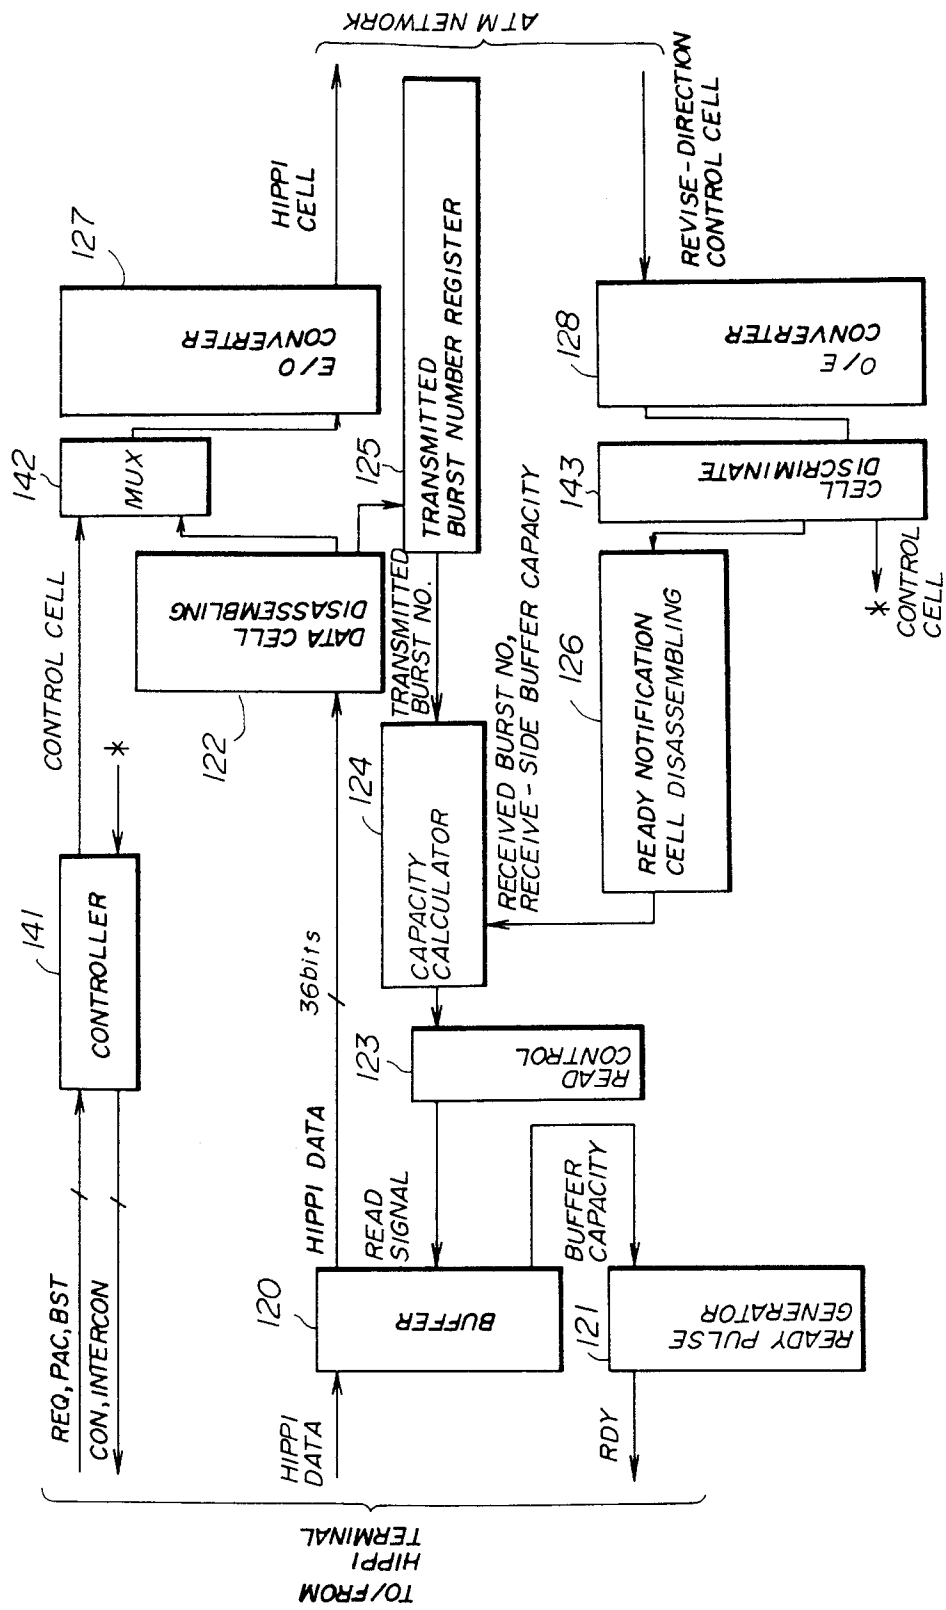 TO/FROM
HIPPI
TERMINAL
REQ, PAC, BST
CON, INTERCON
141
CONTROLLER
*
CONTROL CELL
142
MUX
127
E/O
CONVERTER
HIPPI
CELL
ATM NETWORK
HIPPI
DATA
120
BUFFER
HIPPI DATA
36bits
122
DATA CELL
DISASSEMBLING
125
TRANSMITTED
BURST NUMBER REGISTER
TRANSMITTED
BURST NO.
READ
SIGNAL
123
READ
CONTROL
124
CAPACITY
CALCULATOR
RECEIVED BURST NO,
RECEIVE-SIDE BUFFER CAPACITY
BUFFER
CAPACITY
RDY
121
READY PULSE
GENERATOR
126
READY NOTIFICATION
CELL DISASSEMBLING
143
CELL
DISCRIMINATE
128
O/E
CONVERTER
REVISE-DIRECTION
CONTROL CELL
*
CONTROL
CELL